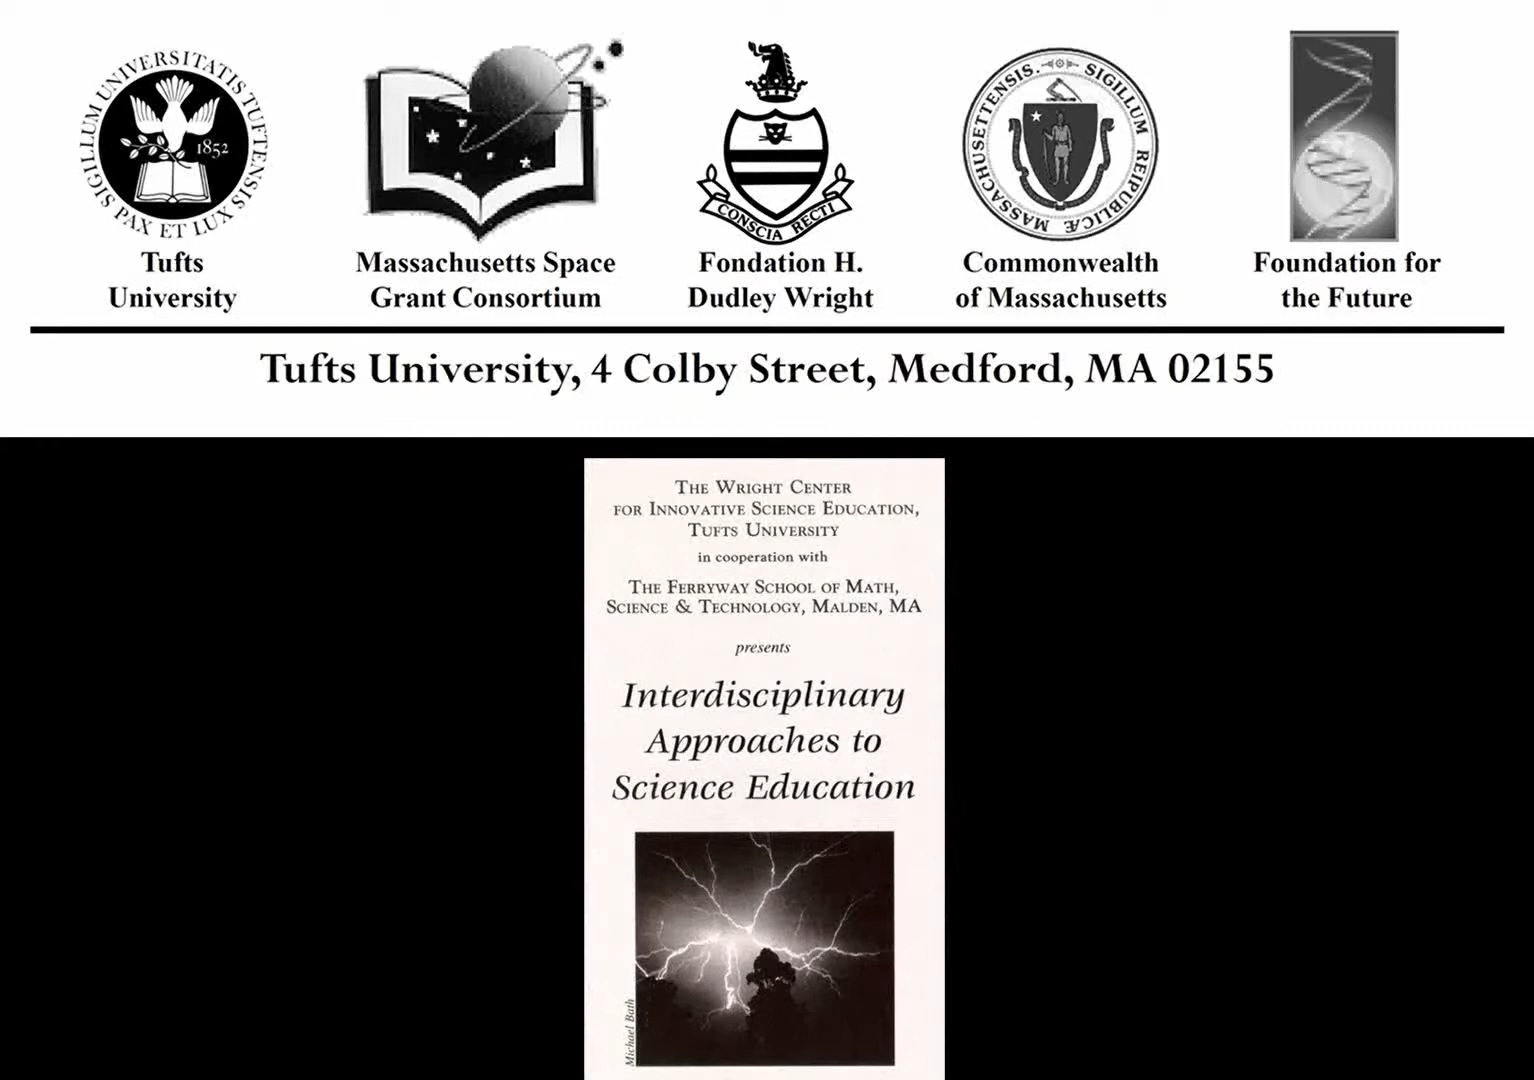 SIGILLUM UNIVERSITATIS TUFTENSIS
1852
PAX ET LUX
CONSCIA RECTI
SIGILLUM REIPUBLICÆ MASSACHUSETTENSIS.
Tufts
University
Massachusetts Space
Grant Consortium
Fondation H.
Dudley Wright
Commonwealth
of Massachusetts
Foundation for
the Future
Tufts University, 4 Colby Street, Medford, MA 02155
THE WRIGHT CENTER
FOR INNOVATIVE SCIENCE EDUCATION,
TUFTS UNIVERSITY
in cooperation with
THE FERRYWAY SCHOOL OF MATH,
SCIENCE & TECHNOLOGY, MALDEN, MA
presents
Interdisciplinary
Approaches to
Science Education
Michael Bath